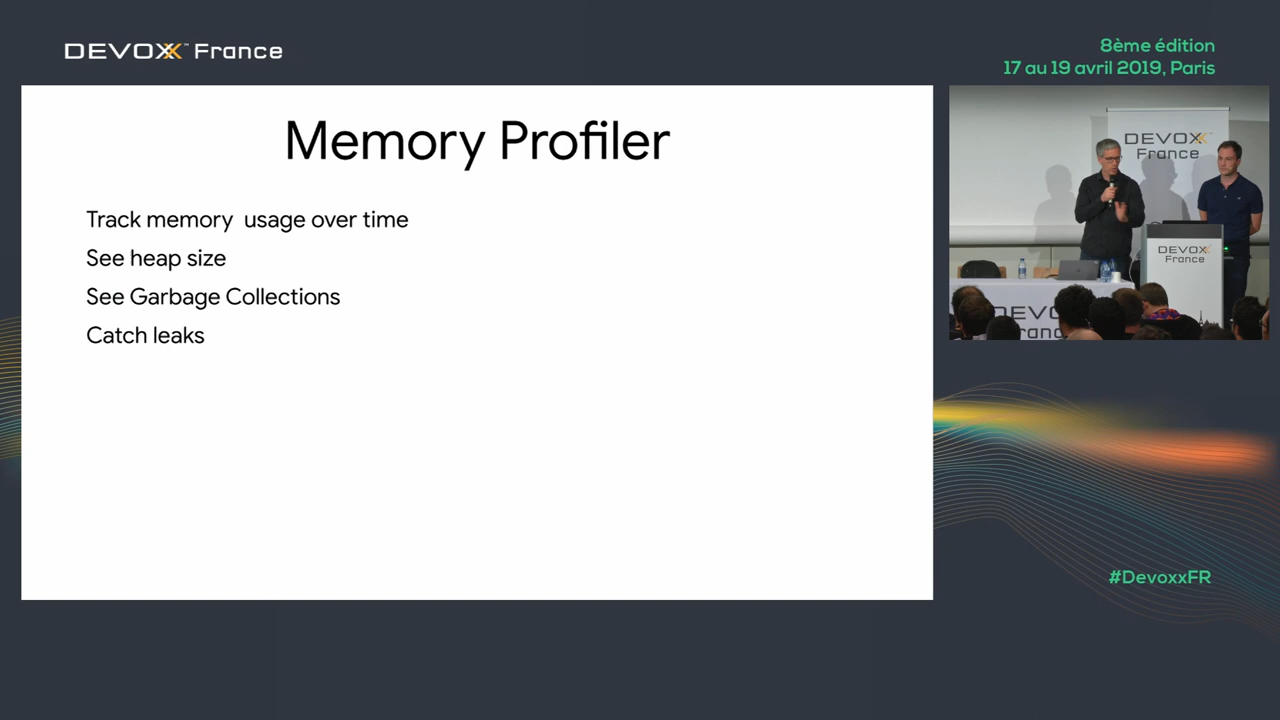 DEVOXX™ France
8ème édition
17 au 19 avril 2019, Paris
Memory Profiler
Track memory  usage over time
See heap size
See Garbage Collections
Catch leaks
DEVOXX
France
DEVOXX
France
#DevoxxFR